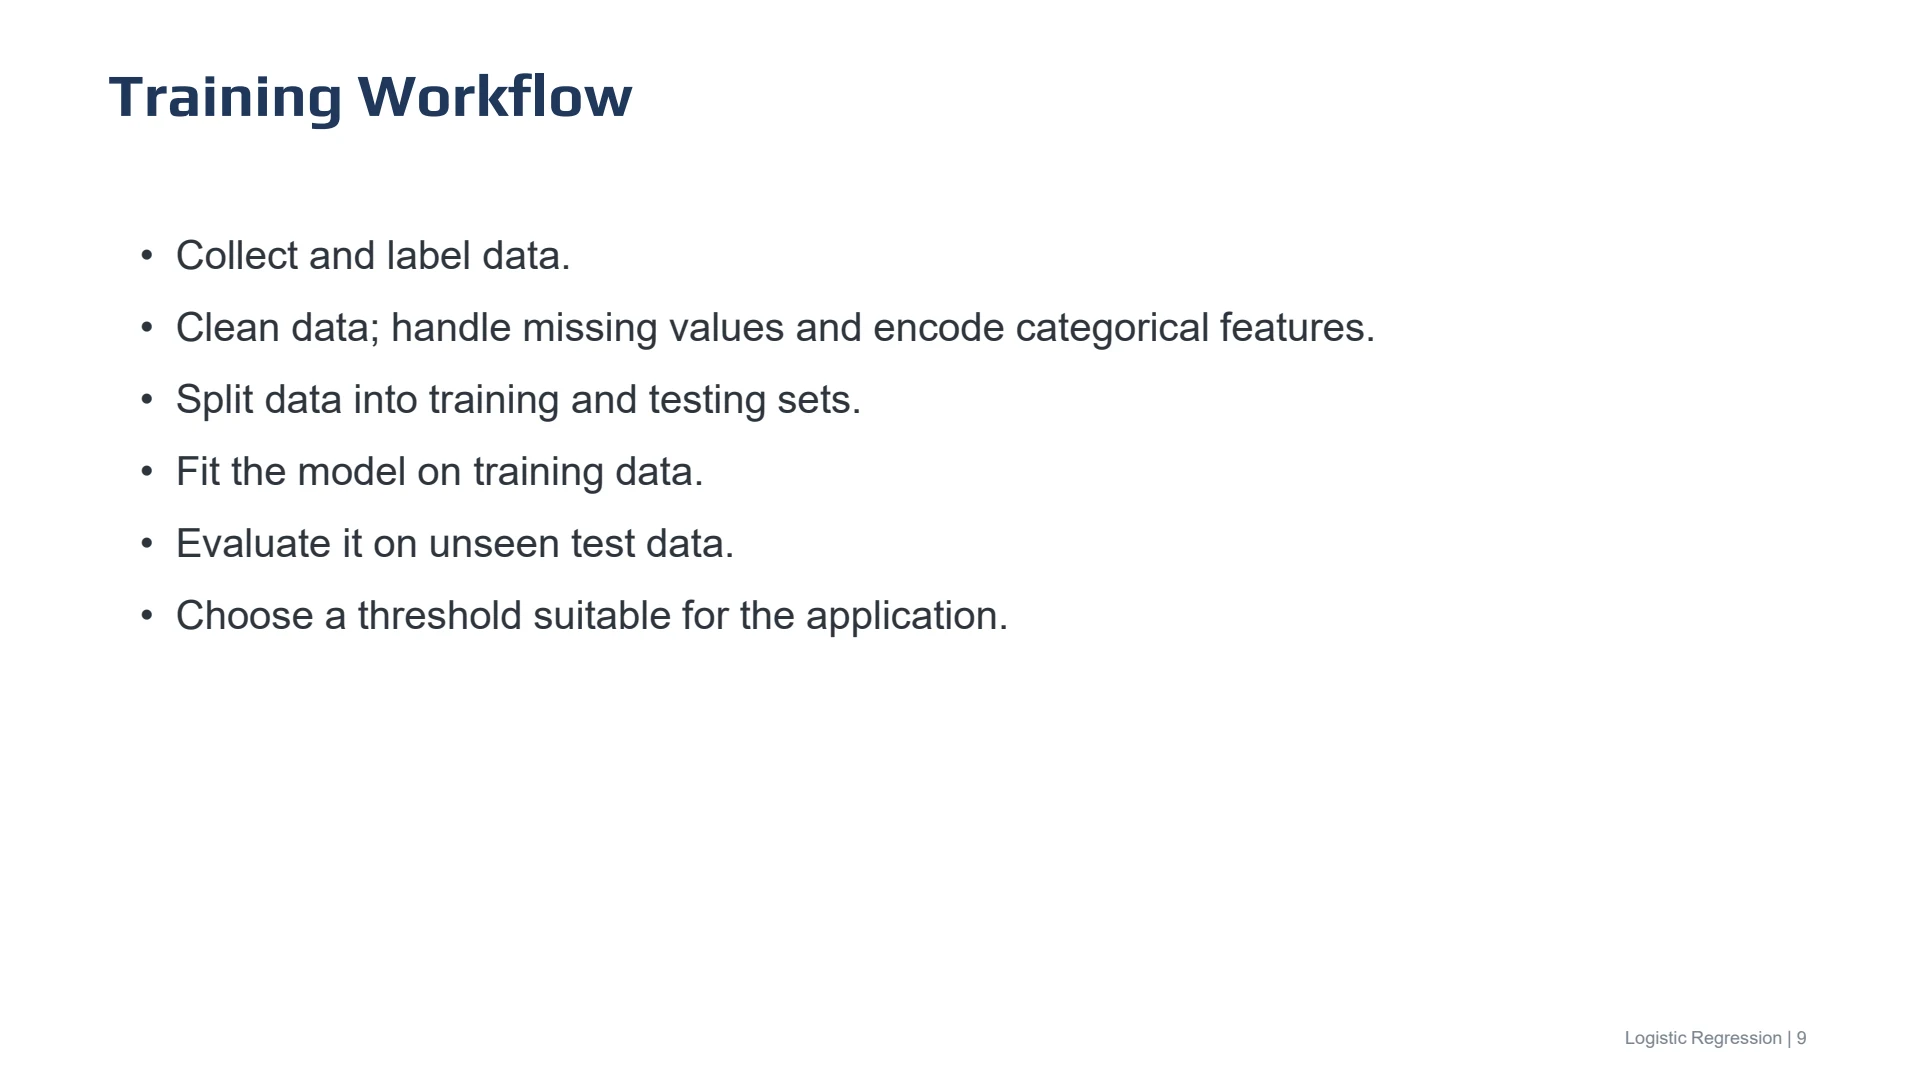 Training Workflow
• Collect and label data.
• Clean data; handle missing values and encode categorical features.
• Split data into training and testing sets.
• Fit the model on training data.
• Evaluate it on unseen test data.
• Choose a threshold suitable for the application.
Logistic Regression | 9